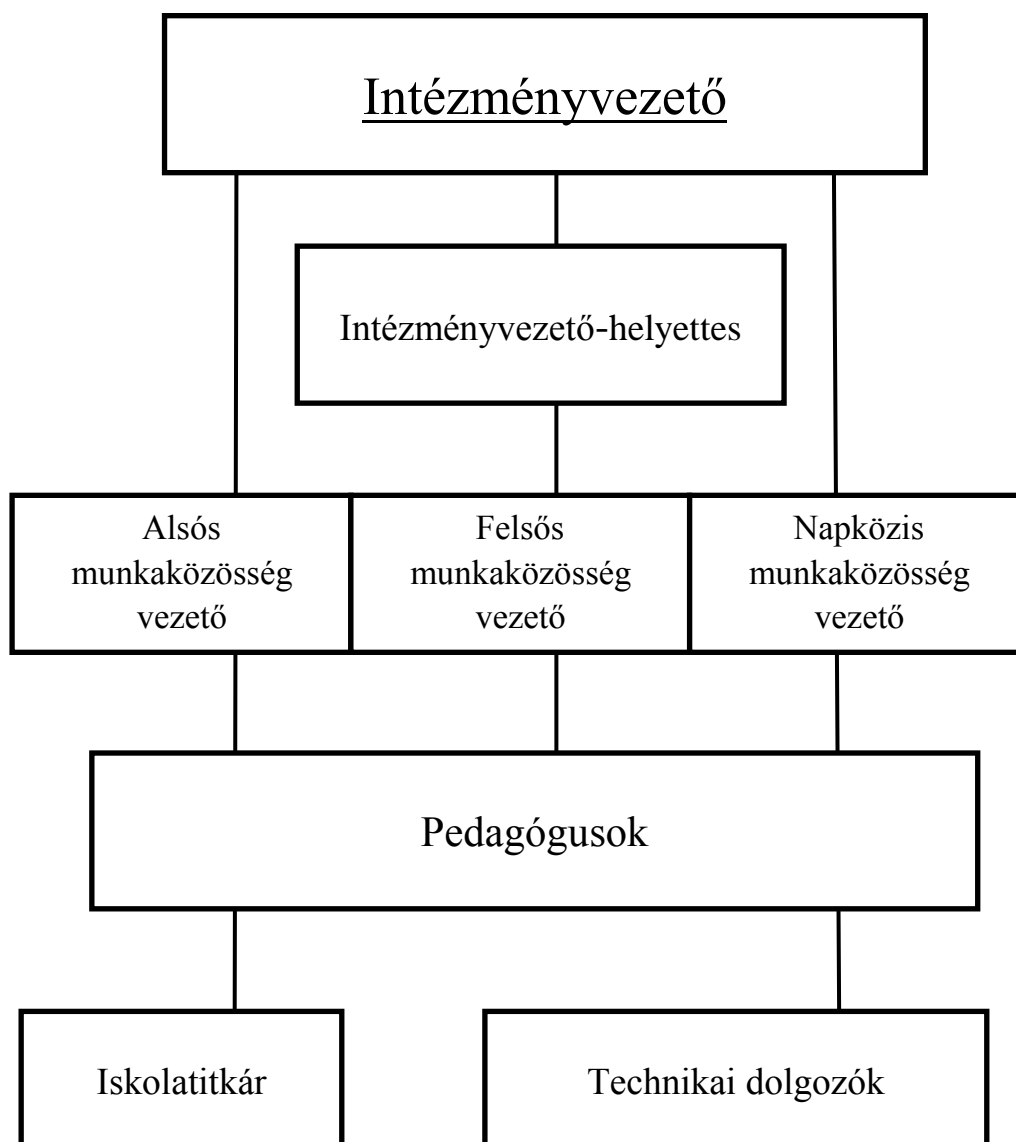 Intézményvezető
Intézményvezető-helyettes
Alsós
munkaközösség
vezető
Felsős
munkaközösség
vezető
Napközis
munkaközösség
vezető
Pedagógusok
Iskolatitkár
Technikai dolgozók